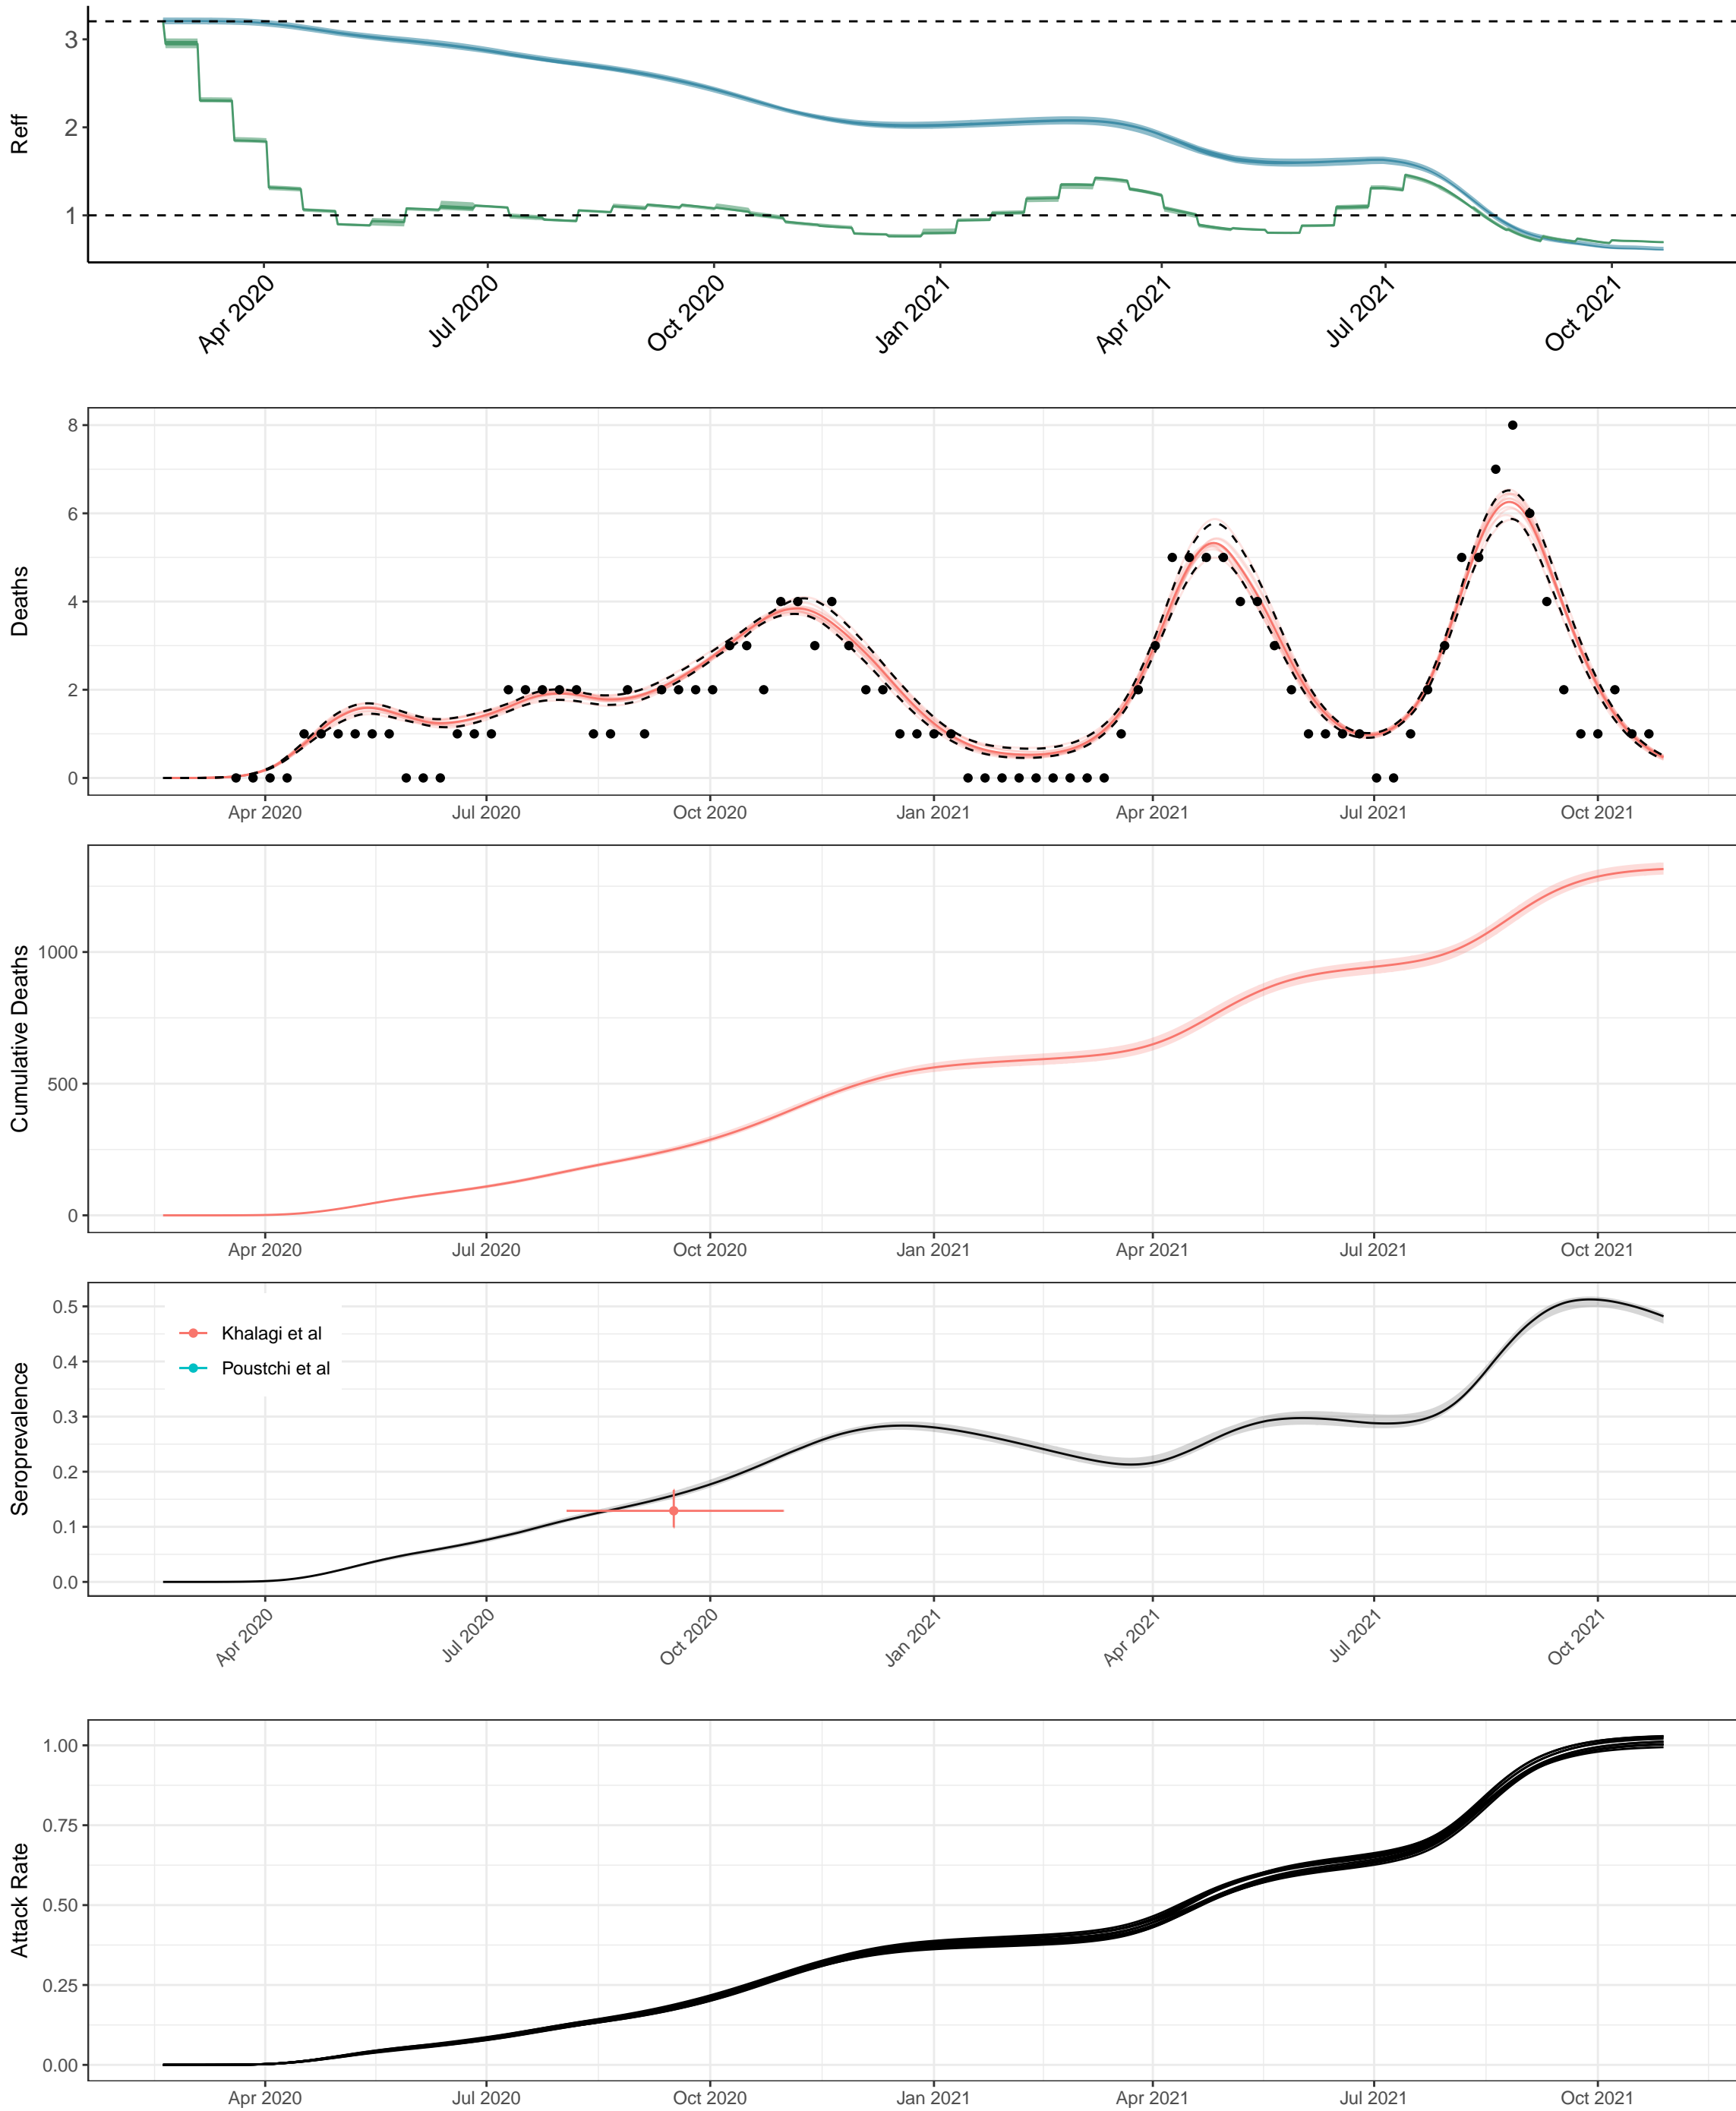 Reff
3
2
1
Apr 2020
Jul 2020
Oct 2020
Jan 2021
Apr 2021
Jul 2021
Oct 2021
Deaths
8
6
4
2
0
Apr 2020
Jul 2020
Oct 2020
Jan 2021
Apr 2021
Jul 2021
Oct 2021
Cumulative Deaths
1000
500
0
Apr 2020
Jul 2020
Oct 2020
Jan 2021
Apr 2021
Jul 2021
Oct 2021
Seroprevalence
0.5
0.4
0.3
0.2
0.1
0.0
Khalagi et al
Poustchi et al
Apr 2020
Jul 2020
Oct 2020
Jan 2021
Apr 2021
Jul 2021
Oct 2021
Attack Rate
1.00
0.75
0.50
0.25
0.00
Apr 2020
Jul 2020
Oct 2020
Jan 2021
Apr 2021
Jul 2021
Oct 2021